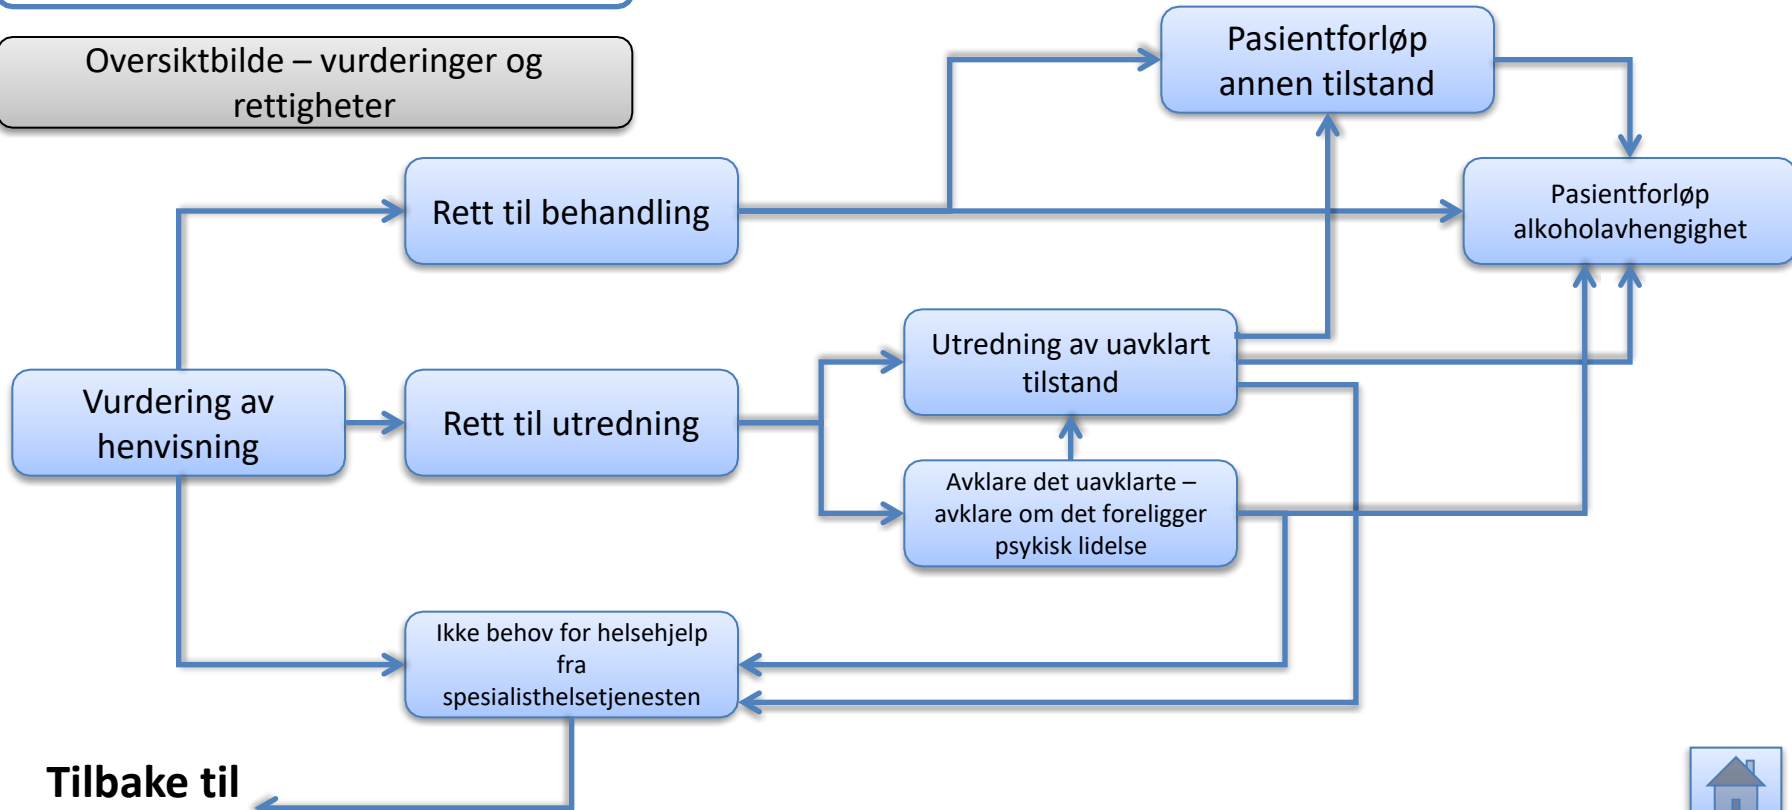 Oversiktbilde – vurderinger og
rettigheter
Pasientforløp
annen tilstand
Rett til behandling
Pasientforløp
alkoholavhengighet
Utredning av uavklart
tilstand
Vurdering av
henvisning
Rett til utredning
Avklare det uavklarte –
avklare om det foreligger
psykisk lidelse
Ikke behov for helsehjelp
fra
spesialisthelsetjenesten
Tilbake til